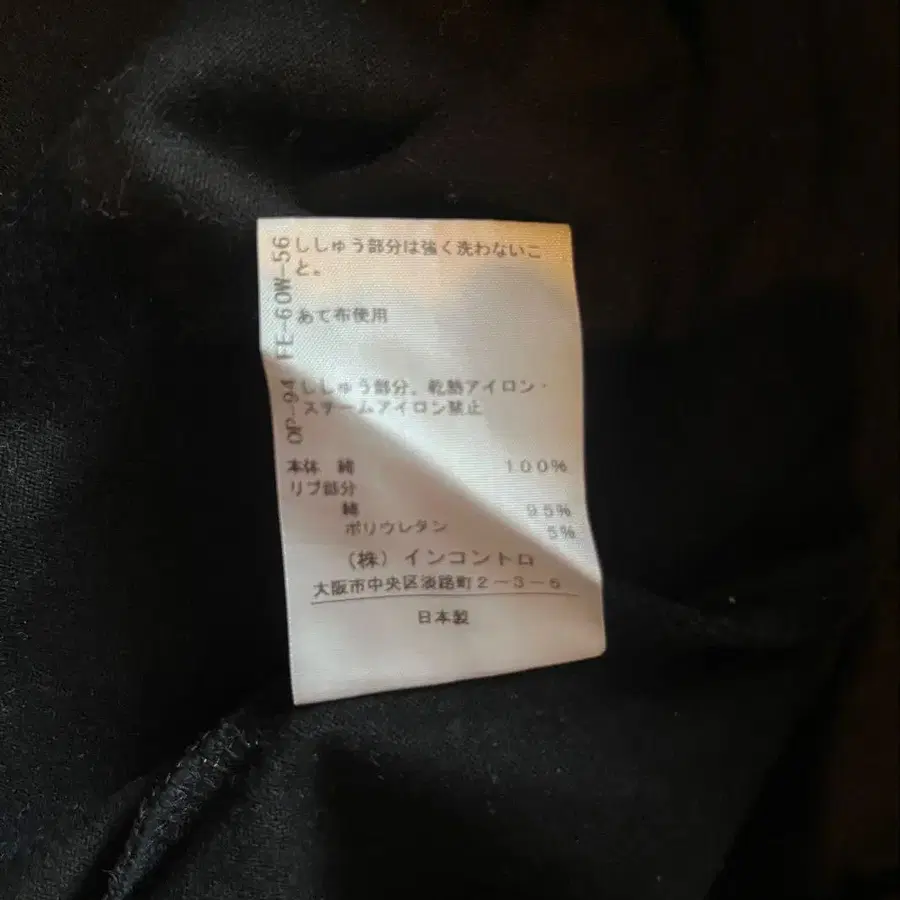 ししゅう部分は強く洗わないこ
と。
あて布使用
ししゅう部分、乾熱アイロン・
スチームアイロン禁止
本体 綿 100%
リブ部分
綿 95%
ポリウレタン 5%
(株)インコントロ
大阪市中央区淡路町2-3-6
日本製
OP-94 FE-60W-56